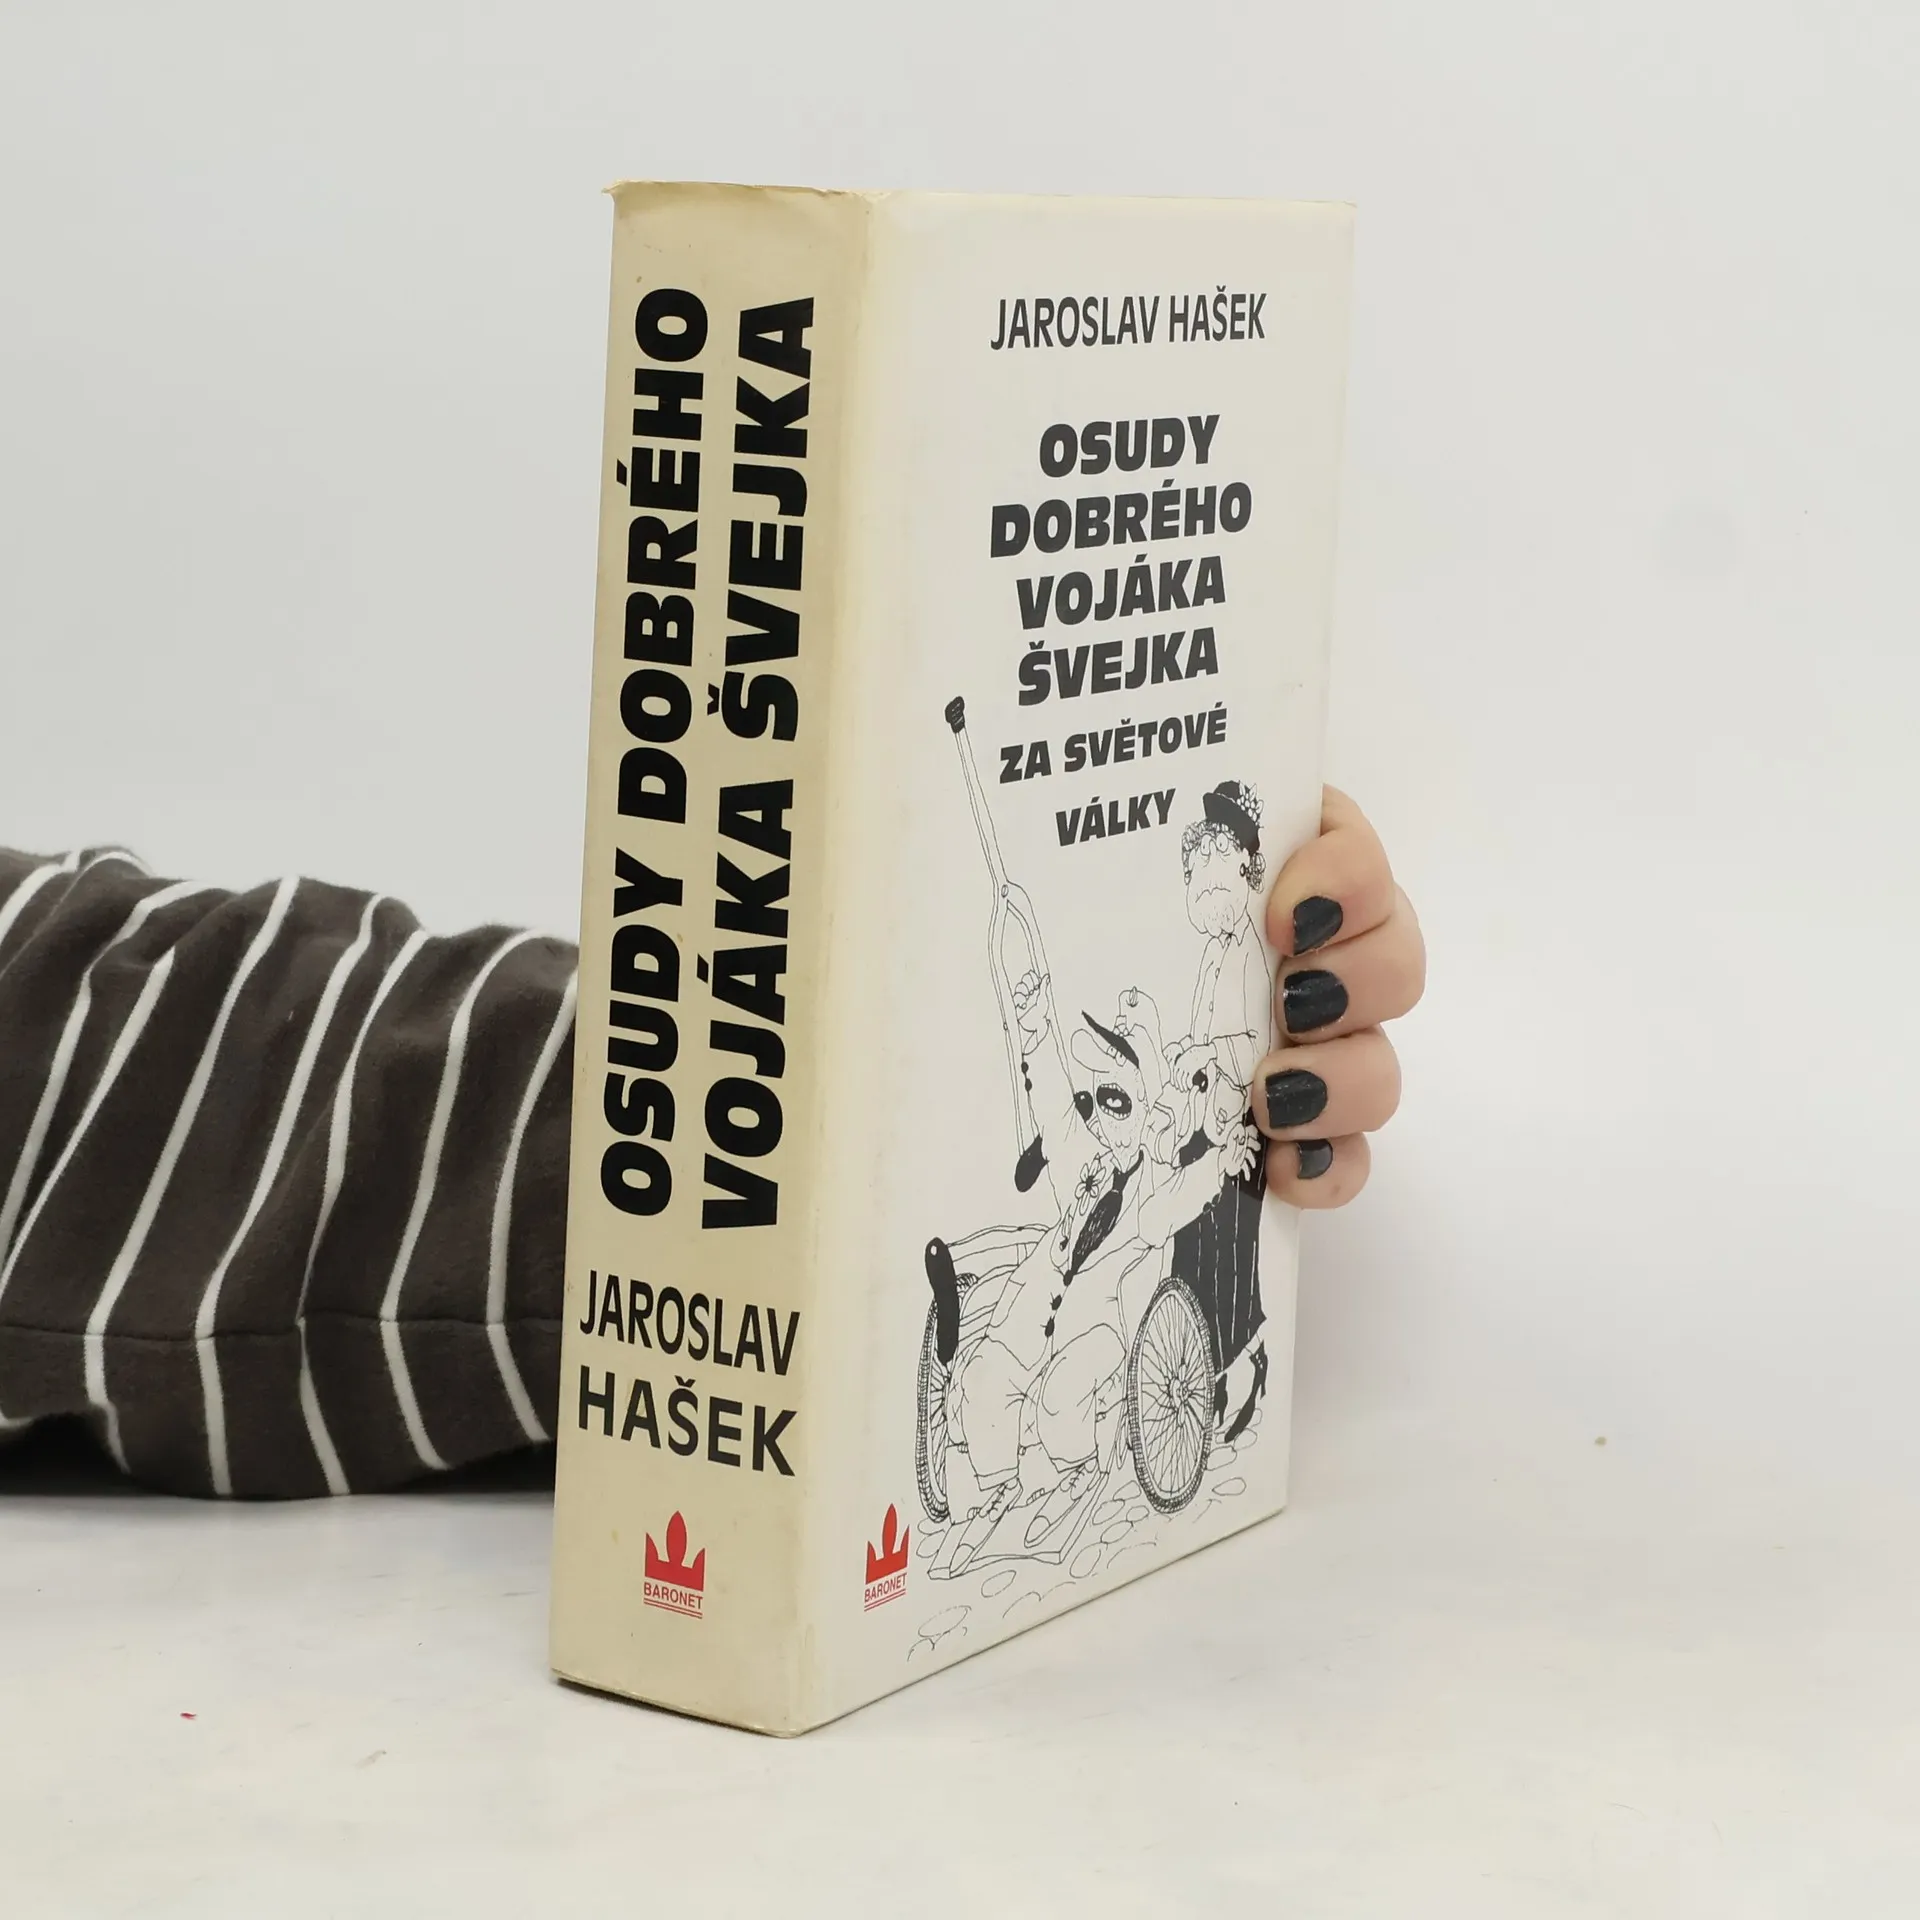 OSUDY DOBRÉHO
VOJÁKA ŠVEJKA
JAROSLAV
HAŠEK
BARONET
JAROSLAV HAŠEK
OSUDY
DOBRÉHO
VOJÁKA
ŠVEJKA
ZA SVĚTOVÉ
VÁLKY
BARONET